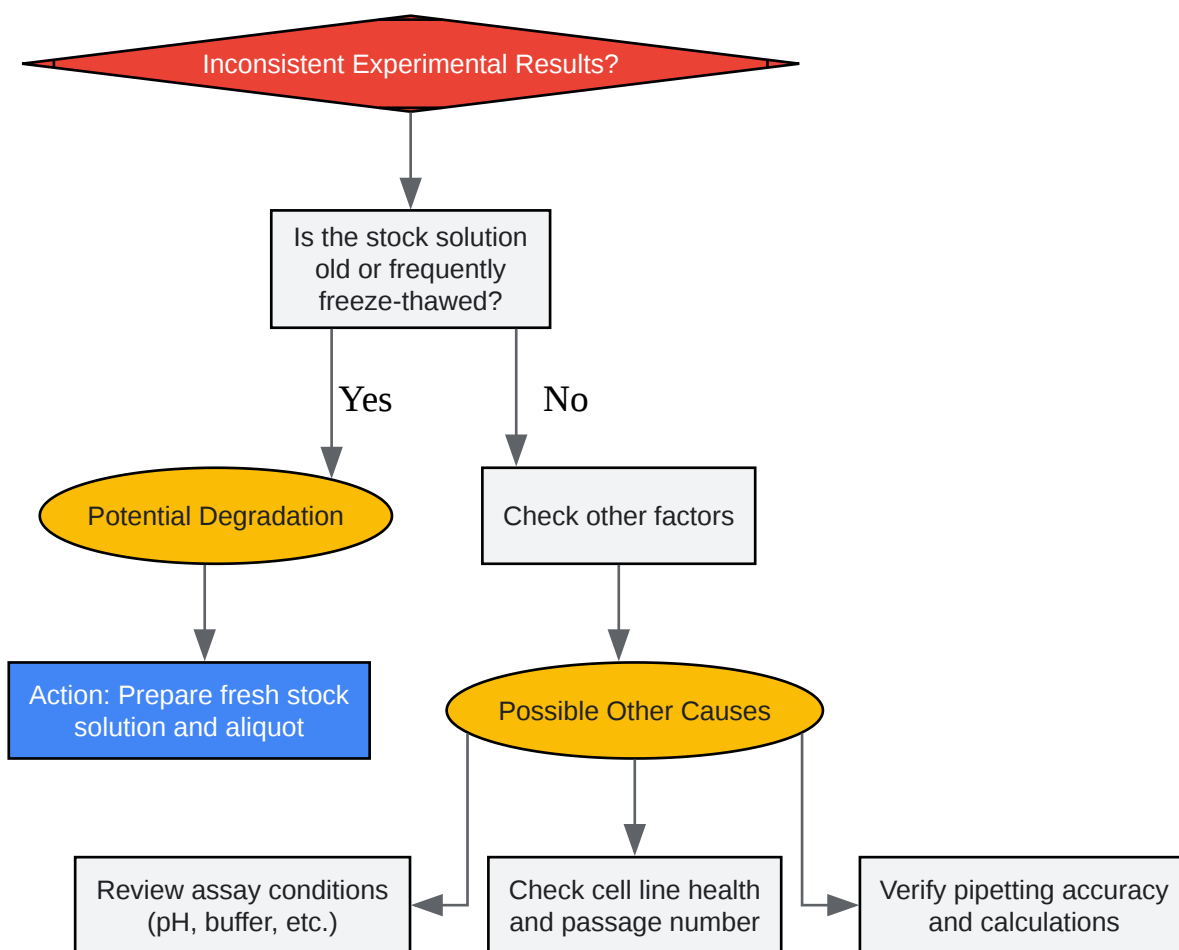 Inconsistent Experimental Results?
Is the stock solution
old or frequently
freeze-thawed?
Yes
No
Potential Degradation
Check other factors
Action: Prepare fresh stock
solution and aliquot
Possible Other Causes
Review assay conditions
(pH, buffer, etc.)
Check cell line health
and passage number
Verify pipetting accuracy
and calculations